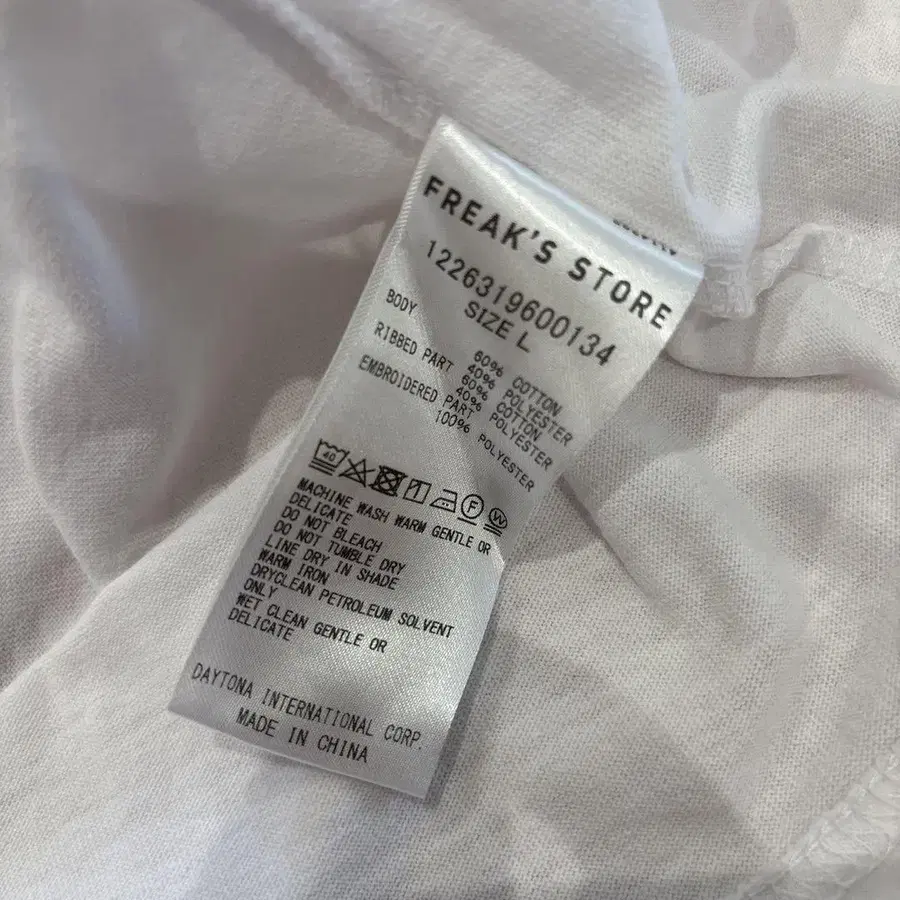 FREAK'S STORE
1226319600134
SIZE L
BODY 60% COTTON
40% POLYESTER
RIBBED PART 60% COTTON
40% POLYESTER
EMBROIDERED PART
100% POLYESTER
40 F W
MACHINE WASH WARM GENTLE OR
DELICATE
DO NOT BLEACH
DO NOT TUMBLE DRY
LINE DRY IN SHADE
WARM IRON
DRYCLEAN PETROLEUM SOLVENT
ONLY
WET CLEAN GENTLE OR
DELICATE
DAYTONA INTERNATIONAL CORP.
MADE IN CHINA